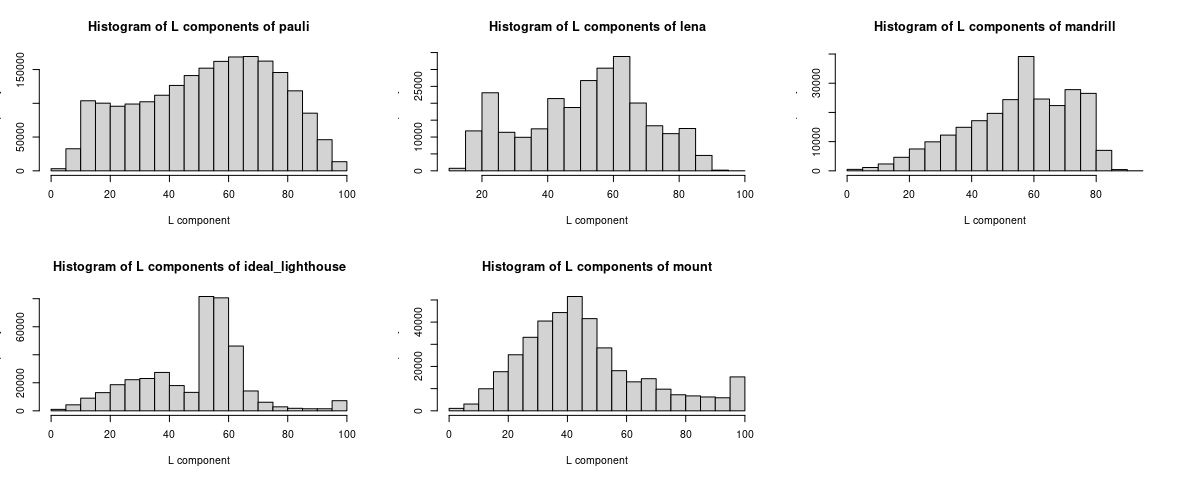 Histogram of L components of pauli
0 50000 150000
0 20 40 60 80 100
L component
Histogram of L components of lena
0 10000 25000
20 40 60 80 100
L component
Histogram of L components of mandrill
0 10000 30000
0 20 40 60 80
L component
Histogram of L components of ideal_lighthouse
0 20000 60000
0 20 40 60 80 100
L component
Histogram of L components of mount
0 20000 40000
0 20 40 60 80 100
L component